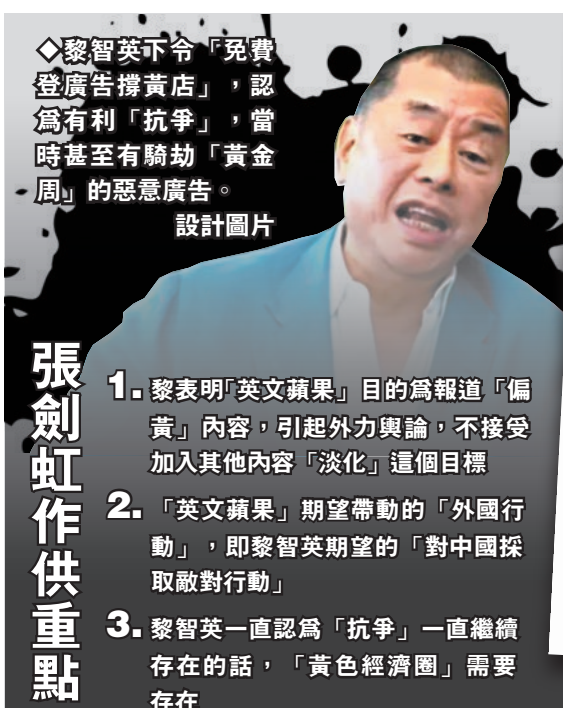 ◆黎智英下令「免費
登廣告撐黃店」，認
為有利「抗爭」，當
時甚至有騎劫「黃金
周」的惡意廣告。
設計圖片
張劍虹作供重點
1. 黎表明「英文蘋果」目的為報道「偏
黃」內容，引起外力輿論，不接受
加入其他內容「淡化」這個目標
2. 「英文蘋果」期望帶動的「外國行
動」，即黎智英期望的「對中國採
取敵對行動」
3. 黎智英一直認為「抗爭」一直繼續
存在的話，「黃色經濟圈」需要
存在